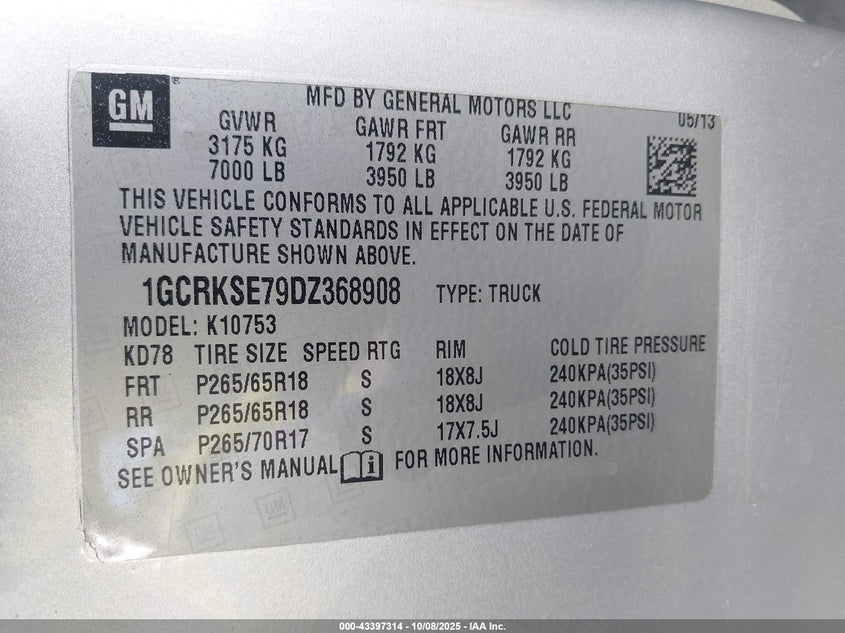 GM
MFD BY GENERAL MOTORS LLC
05/13
GVWR GAWR FRT GAWR RR
3175 KG 1792 KG 1792 KG
7000 LB 3950 LB 3950 LB
THIS VEHICLE CONFORMS TO ALL APPLICABLE U.S. FEDERAL MOTOR
VEHICLE SAFETY STANDARDS IN EFFECT ON THE DATE OF
MANUFACTURE SHOWN ABOVE.
1GCRKSE79DZ368908 TYPE: TRUCK
MODEL: K10753
KD78 TIRE SIZE SPEED RTG RIM COLD TIRE PRESSURE
FRT P265/65R18 S 18X8J 240KPA(35PSI)
RR P265/65R18 S 18X8J 240KPA(35PSI)
SPA P265/70R17 S 17X7.5J 240KPA(35PSI)
SEE OWNER'S MANUAL FOR MORE INFORMATION.
000-43397314 - 10/08/2025 - IAA Inc.